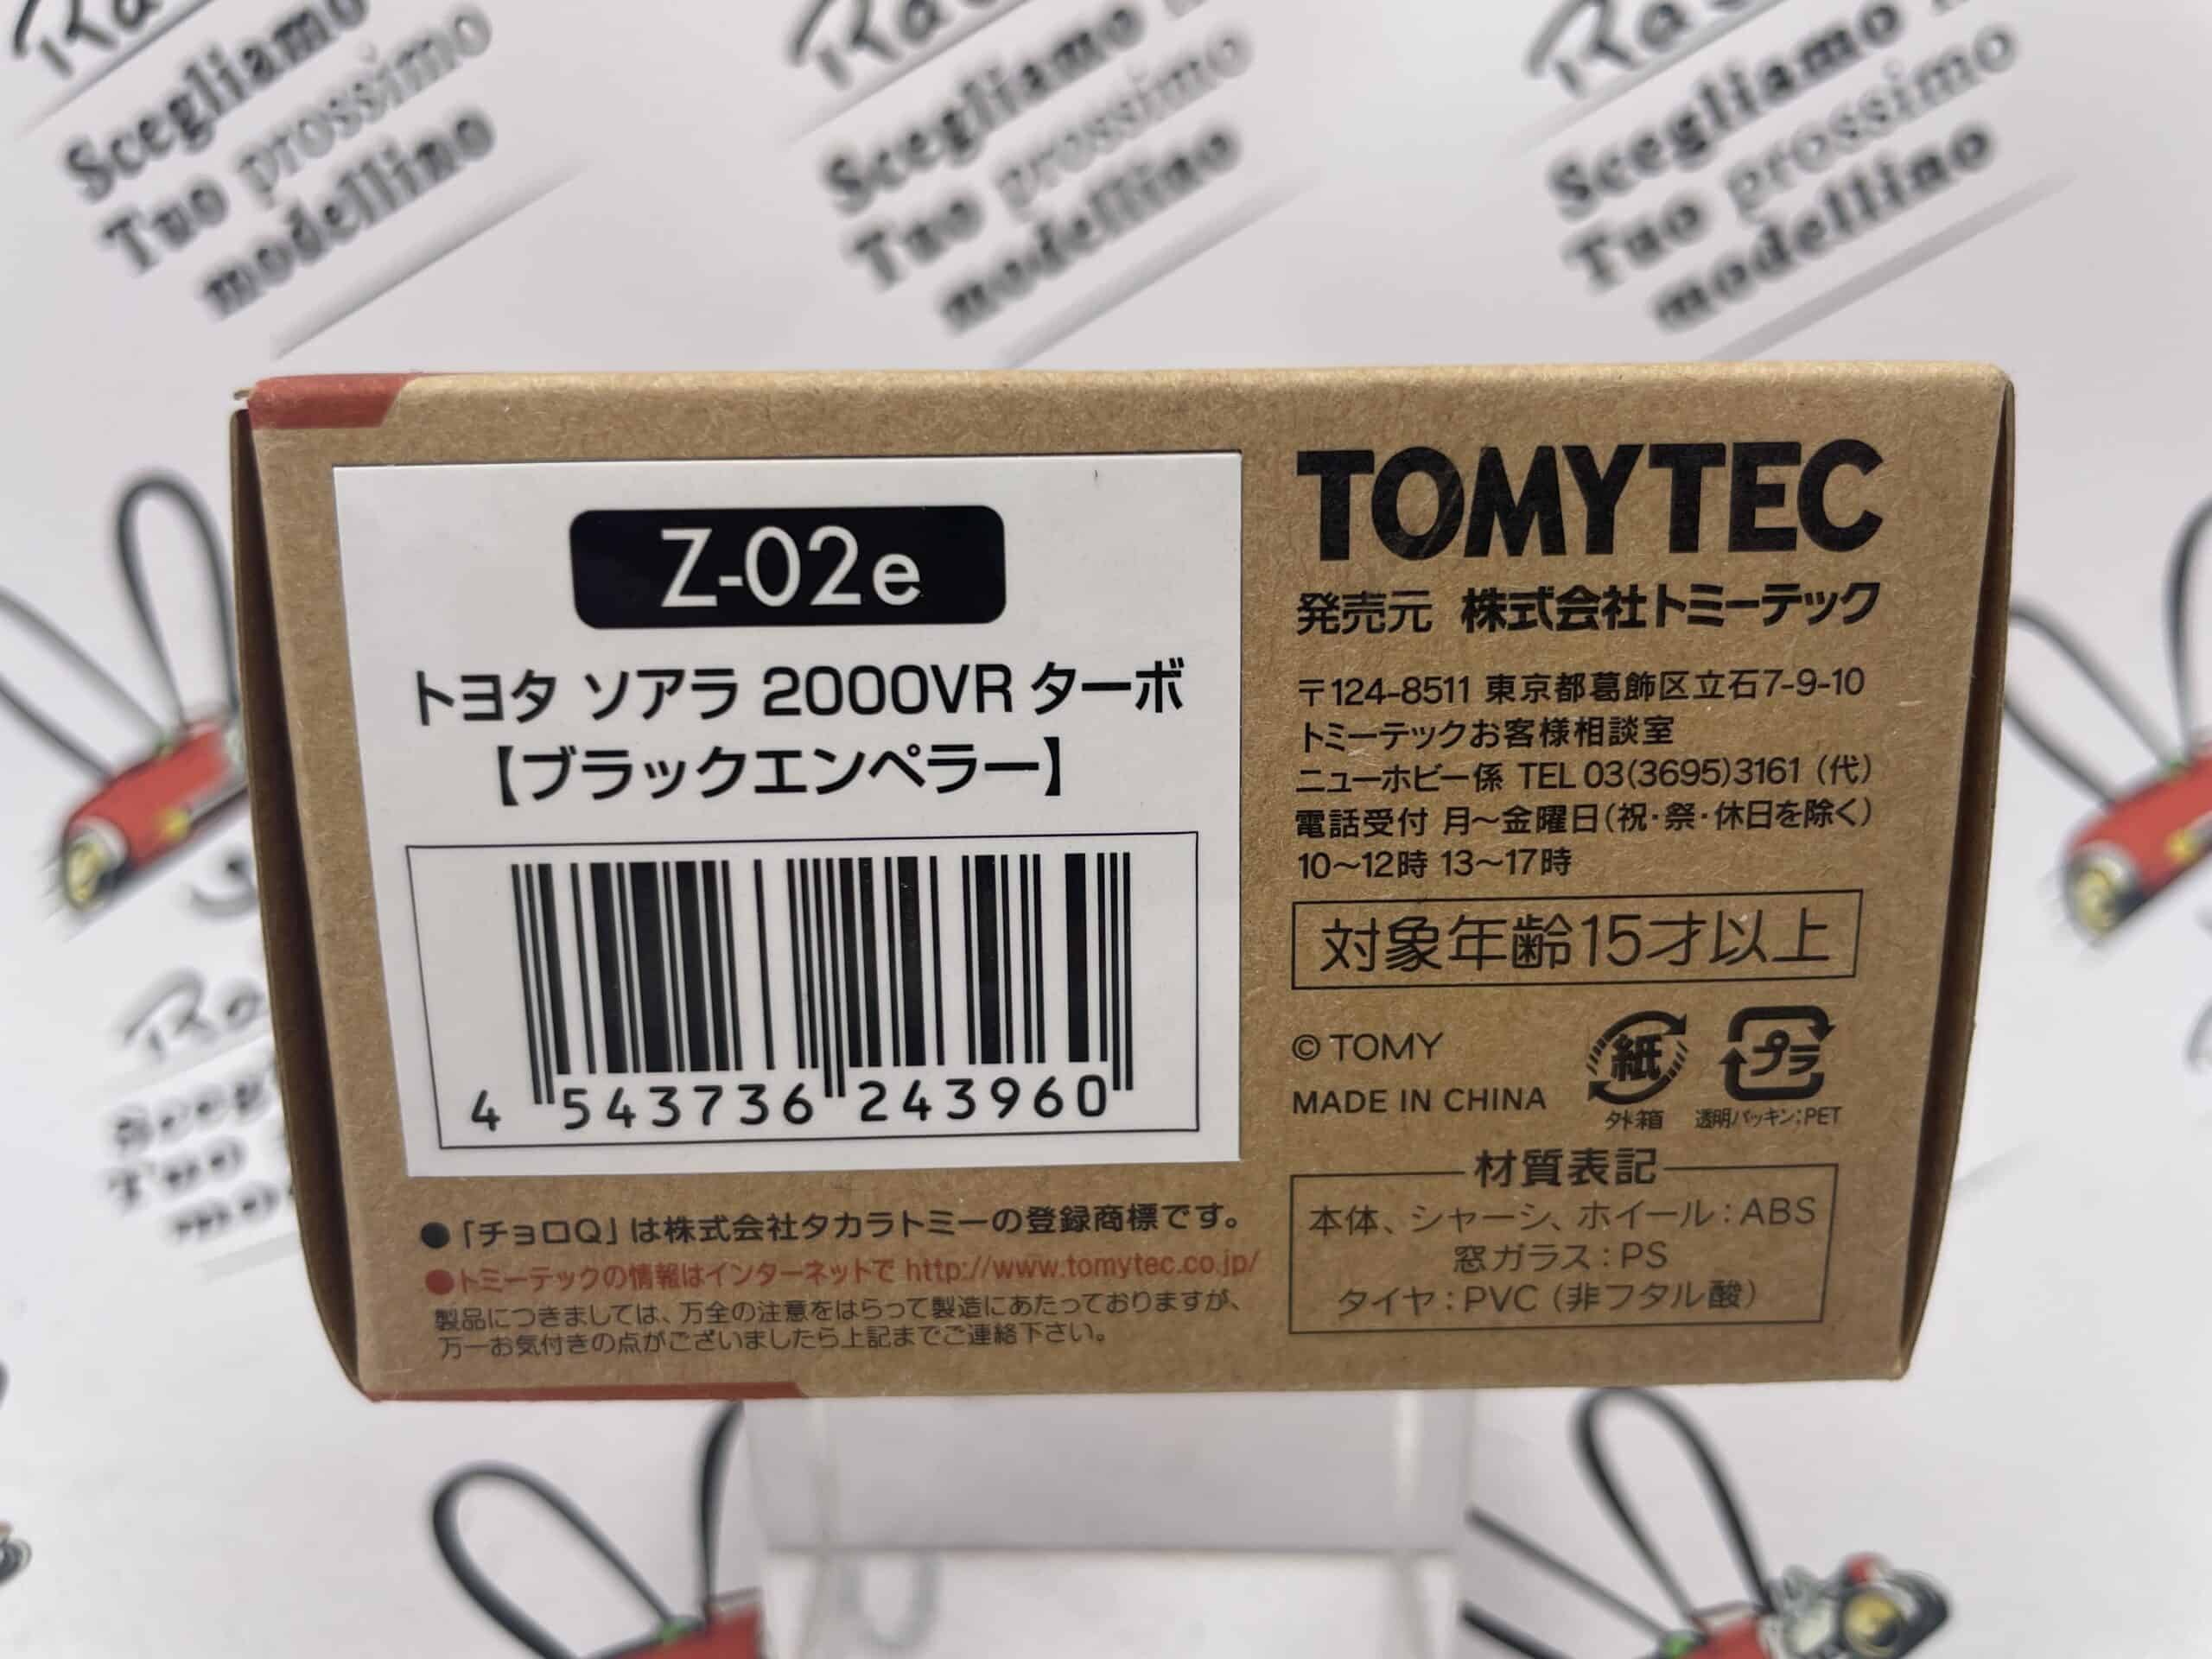 Scegliamo
Tuo prossimo
modellino
Scegliamo
Tuo prossimo
modellino
Scegliamo
Tuo prossimo
modellino
Z-02e
トヨタ ソアラ 2000VR ターボ
【ブラックエンペラー】
4 543736 243960
●「チョロQ」は株式会社タカラトミーの登録商標です。
●トミーテックの情報はインターネットで http://www.tomytec.co.jp/
製品につきましては、万全の注意をはらって製造にあたっておりますが、
万一お気付きの点がございましたら上記までご連絡下さい。
TOMYTEC
発売元 株式会社トミーテック
〒124-8511 東京都葛飾区立石7-9-10
トミーテックお客様相談室
ニューホビー係 TEL 03(3695)3161 (代)
電話受付 月〜金曜日(祝・祭・休日を除く)
10〜12時 13〜17時
対象年齢15才以上
© TOMY
MADE IN CHINA
紙
外箱
プラ
透明パッキン;PET
材質表記
本体、シャーシ、ホイール:ABS
窓ガラス:PS
タイヤ:PVC (非フタル酸)